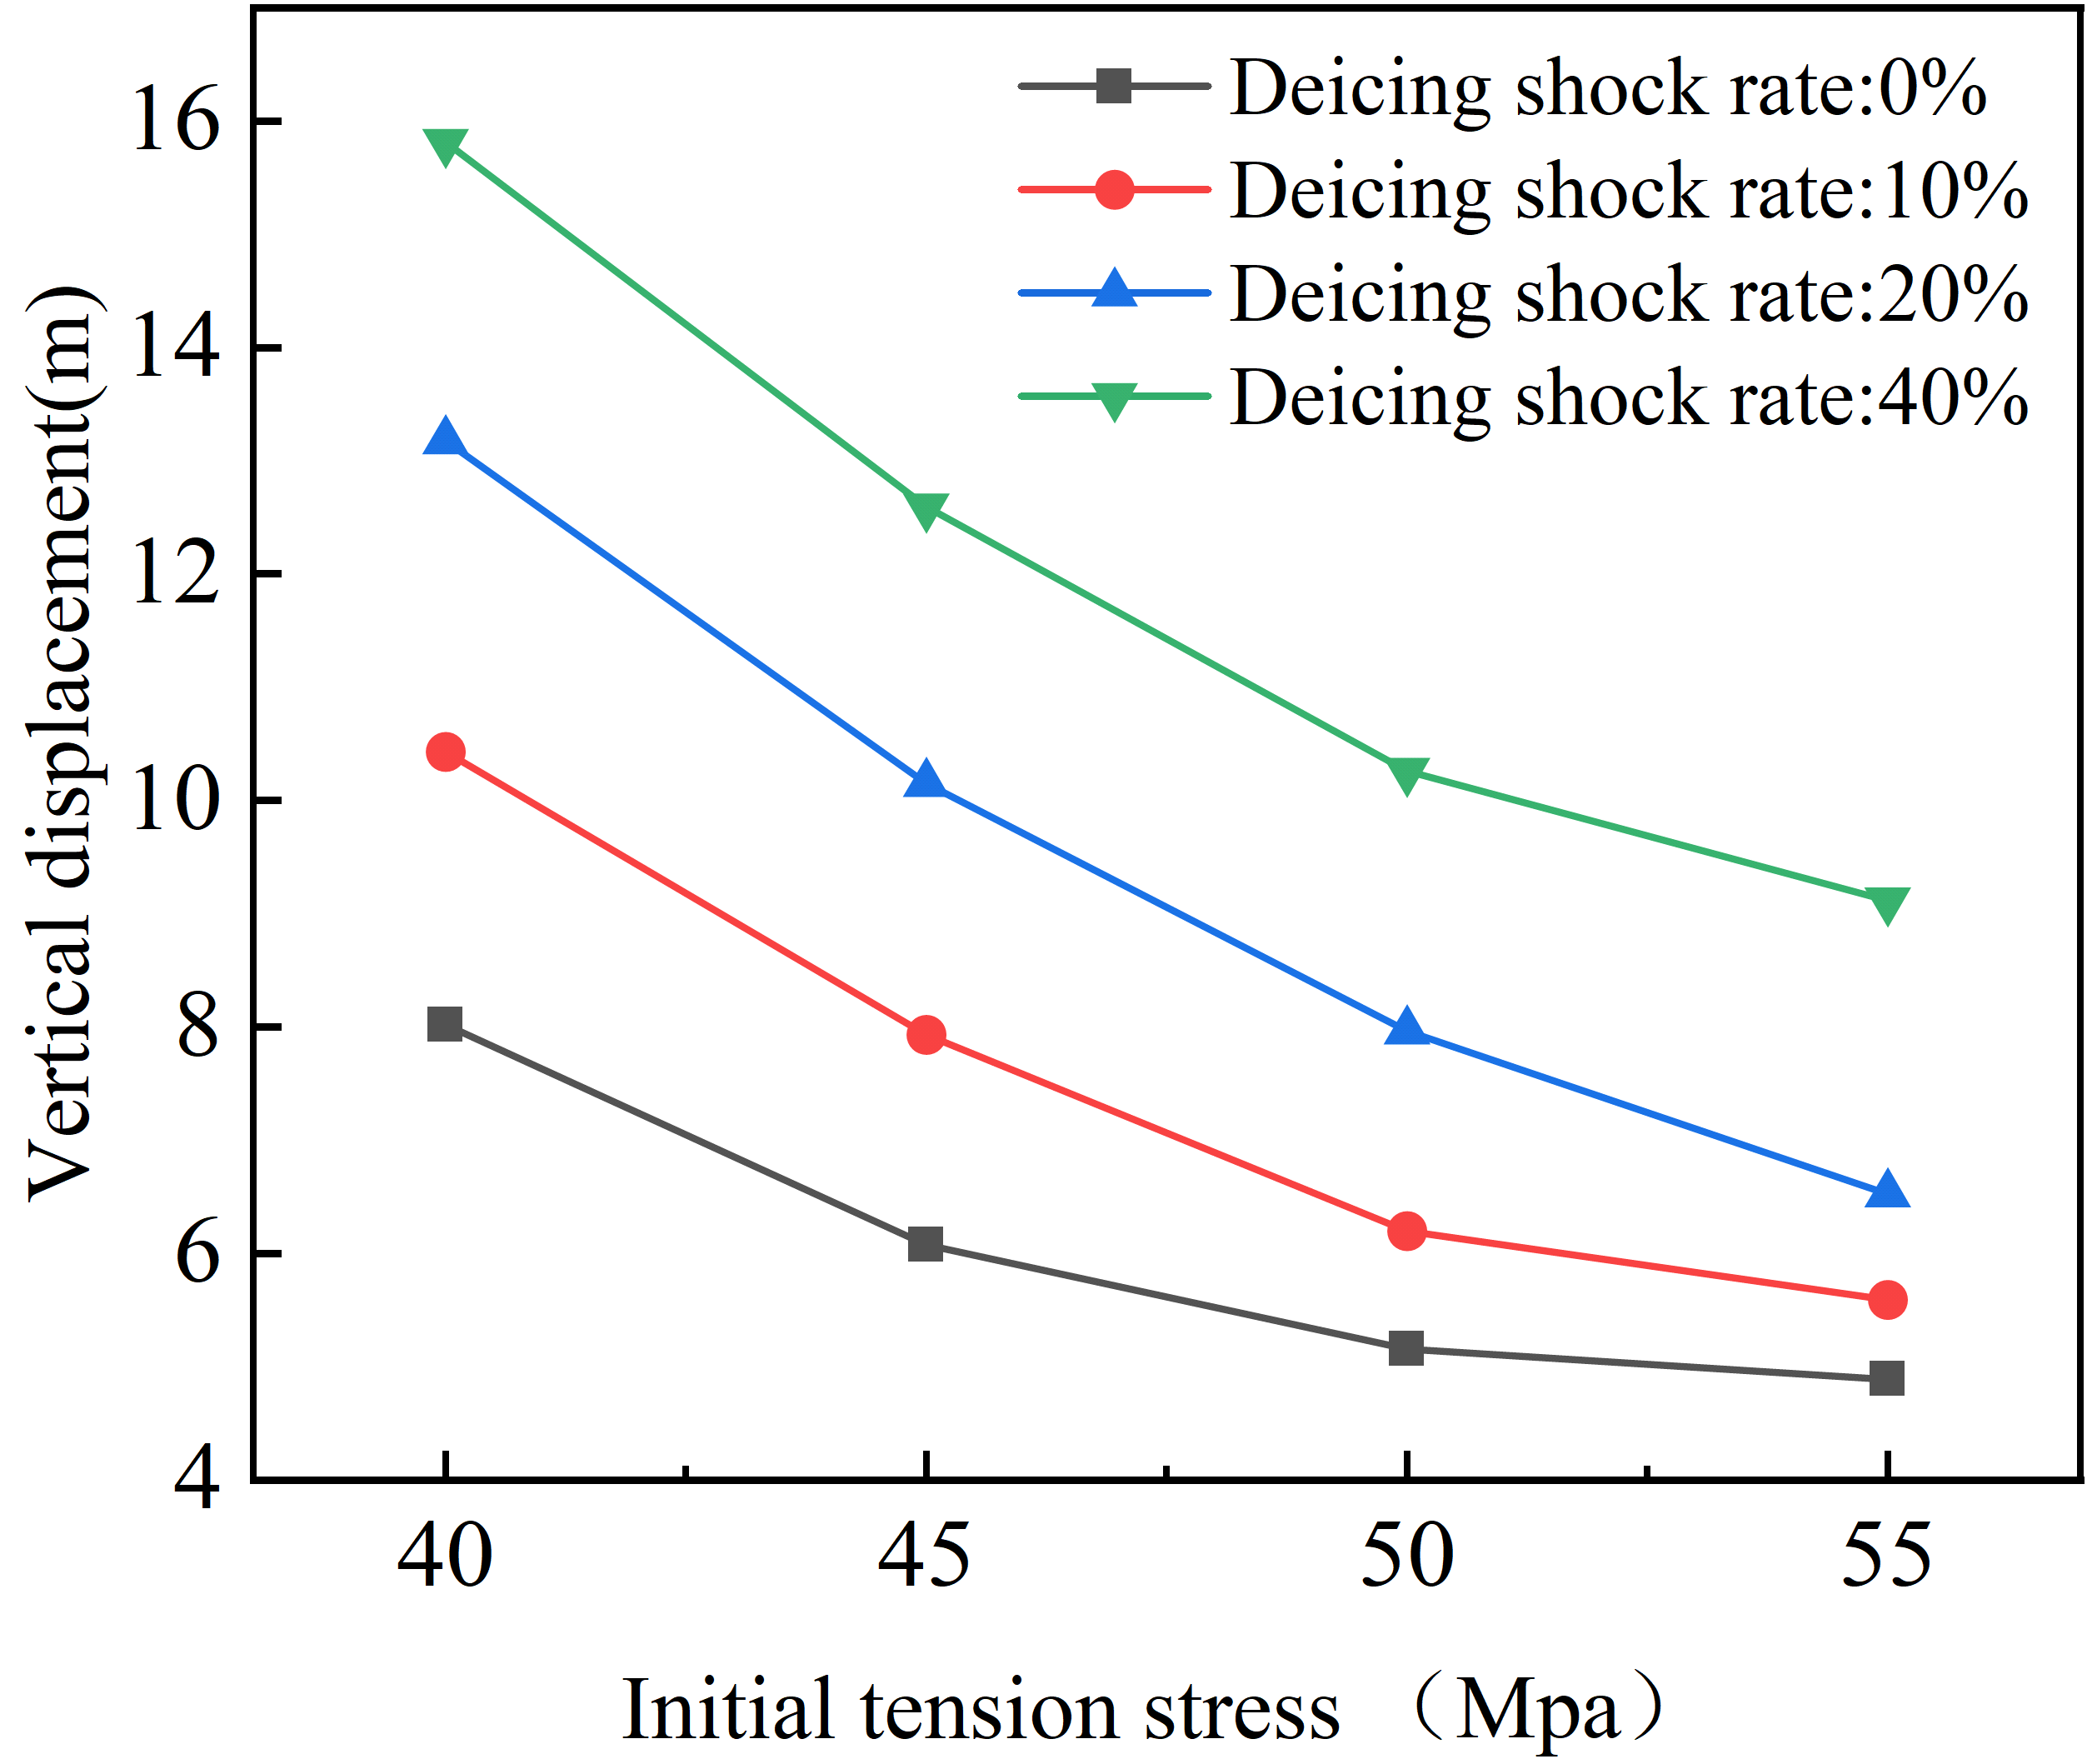 Deicing shock rate:0%
Deicing shock rate:10%
Deicing shock rate:20%
Deicing shock rate:40%
Vertical displacement(m)
16
14
12
10
8
6
4
40 45 50 55
Initial tension stress （Mpa）